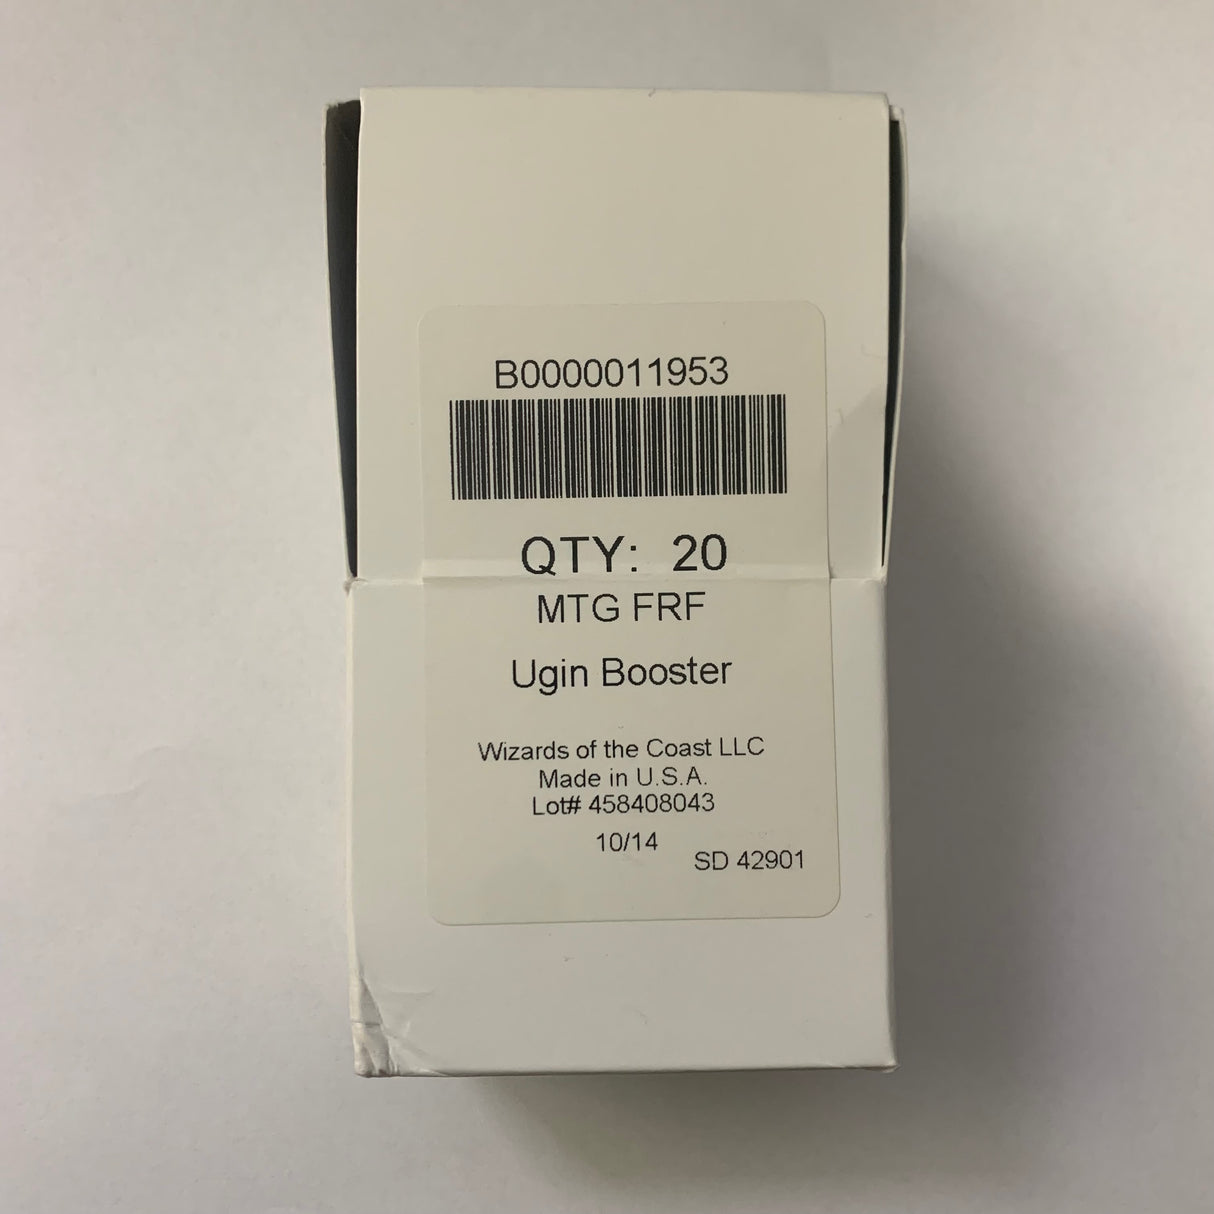 B0000011953
QTY: 20
MTG FRF
Ugin Booster
Wizards of the Coast LLC
Made in U.S.A.
Lot# 458408043
10/14
SD 42901